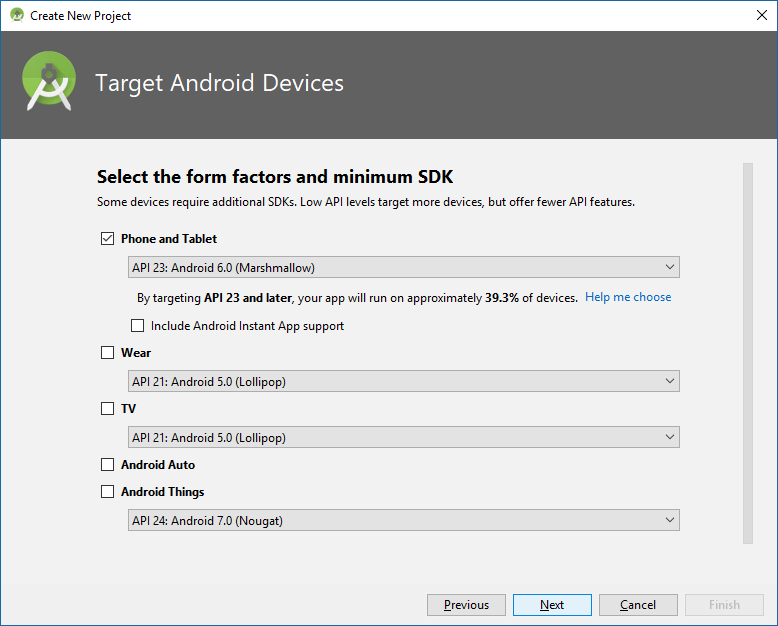 Create New Project
Target Android Devices
Select the form factors and minimum SDK
Some devices require additional SDKs. Low API levels target more devices, but offer fewer API features.
Phone and Tablet
API 23: Android 6.0 (Marshmallow)
By targeting API 23 and later, your app will run on approximately 39.3% of devices. Help me choose
Include Android Instant App support
Wear
API 21: Android 5.0 (Lollipop)
TV
API 21: Android 5.0 (Lollipop)
Android Auto
Android Things
API 24: Android 7.0 (Nougat)
Previous Next Cancel Finish